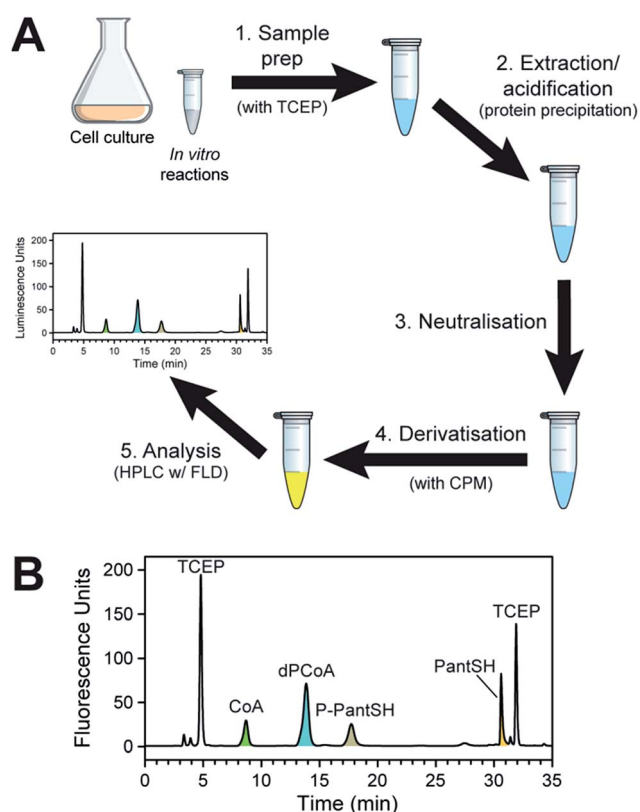 A
1. Sample
prep
(with TCEP)
2. Extraction/
acidification
(protein precipitation)
Cell culture
In vitro
reactions
3. Neutralisation
4. Derivatisation
(with CPM)
5. Analysis
(HPLC w/ FLD)
Luminescence Units
200
150
100
50
0
0 5 10 15 20 25 30 35
Time (min)
B
Fluorescence Units
200
150
100
50
0
TCEP
CoA
dPCoA
P-PantSH
PantSH
TCEP
0 5 10 15 20 25 30 35
Time (min)